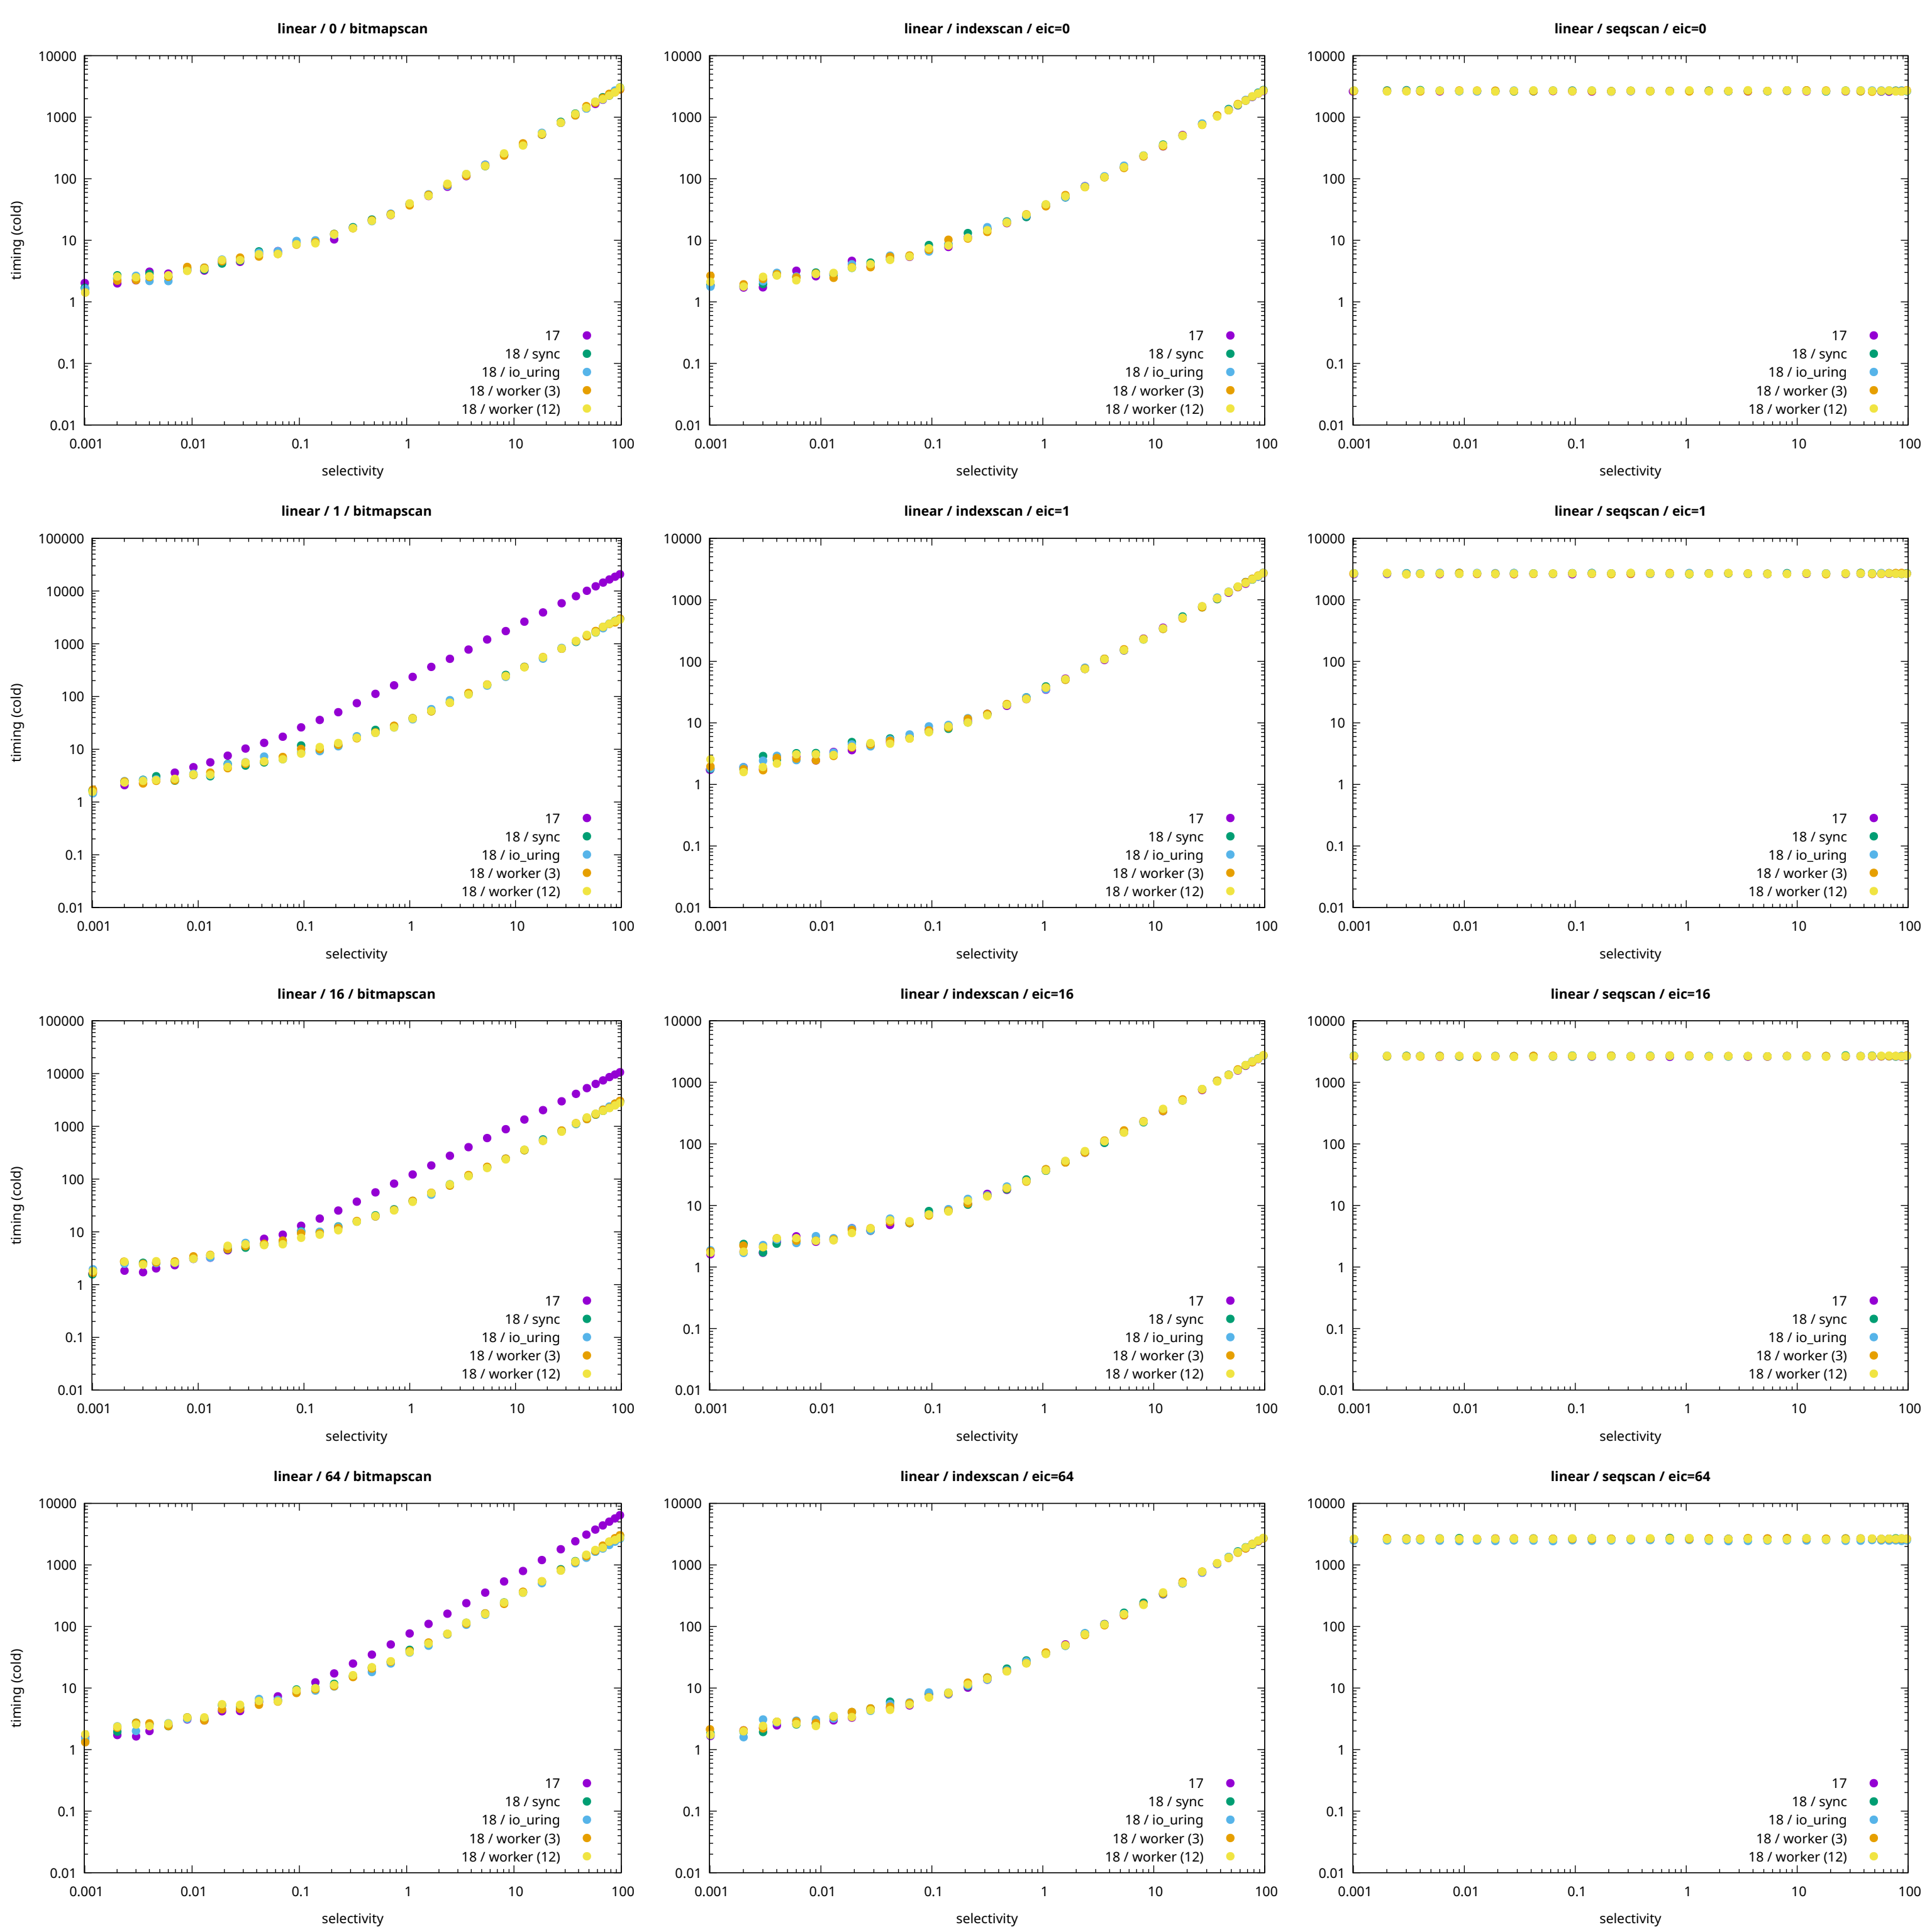 linear / 0 / bitmapscan
timing (cold)
10000
1000
100
10
1
0.1
0.01
0.001 0.01 0.1 1 10 100
selectivity
17
18 / sync
18 / io_uring
18 / worker (3)
18 / worker (12)
linear / indexscan / eic=0
10000
1000
100
10
1
0.1
0.01
0.001 0.01 0.1 1 10 100
selectivity
17
18 / sync
18 / io_uring
18 / worker (3)
18 / worker (12)
linear / seqscan / eic=0
10000
1000
100
10
1
0.1
0.01
0.001 0.01 0.1 1 10 100
selectivity
17
18 / sync
18 / io_uring
18 / worker (3)
18 / worker (12)
linear / 1 / bitmapscan
timing (cold)
100000
10000
1000
100
10
1
0.1
0.01
0.001 0.01 0.1 1 10 100
selectivity
17
18 / sync
18 / io_uring
18 / worker (3)
18 / worker (12)
linear / indexscan / eic=1
10000
1000
100
10
1
0.1
0.01
0.001 0.01 0.1 1 10 100
selectivity
17
18 / sync
18 / io_uring
18 / worker (3)
18 / worker (12)
linear / seqscan / eic=1
10000
1000
100
10
1
0.1
0.01
0.001 0.01 0.1 1 10 100
selectivity
17
18 / sync
18 / io_uring
18 / worker (3)
18 / worker (12)
linear / 16 / bitmapscan
timing (cold)
100000
10000
1000
100
10
1
0.1
0.01
0.001 0.01 0.1 1 10 100
selectivity
17
18 / sync
18 / io_uring
18 / worker (3)
18 / worker (12)
linear / indexscan / eic=16
10000
1000
100
10
1
0.1
0.01
0.001 0.01 0.1 1 10 100
selectivity
17
18 / sync
18 / io_uring
18 / worker (3)
18 / worker (12)
linear / seqscan / eic=16
10000
1000
100
10
1
0.1
0.01
0.001 0.01 0.1 1 10 100
selectivity
17
18 / sync
18 / io_uring
18 / worker (3)
18 / worker (12)
linear / 64 / bitmapscan
timing (cold)
10000
1000
100
10
1
0.1
0.01
0.001 0.01 0.1 1 10 100
selectivity
17
18 / sync
18 / io_uring
18 / worker (3)
18 / worker (12)
linear / indexscan / eic=64
10000
1000
100
10
1
0.1
0.01
0.001 0.01 0.1 1 10 100
selectivity
17
18 / sync
18 / io_uring
18 / worker (3)
18 / worker (12)
linear / seqscan / eic=64
10000
1000
100
10
1
0.1
0.01
0.001 0.01 0.1 1 10 100
selectivity
17
18 / sync
18 / io_uring
18 / worker (3)
18 / worker (12)